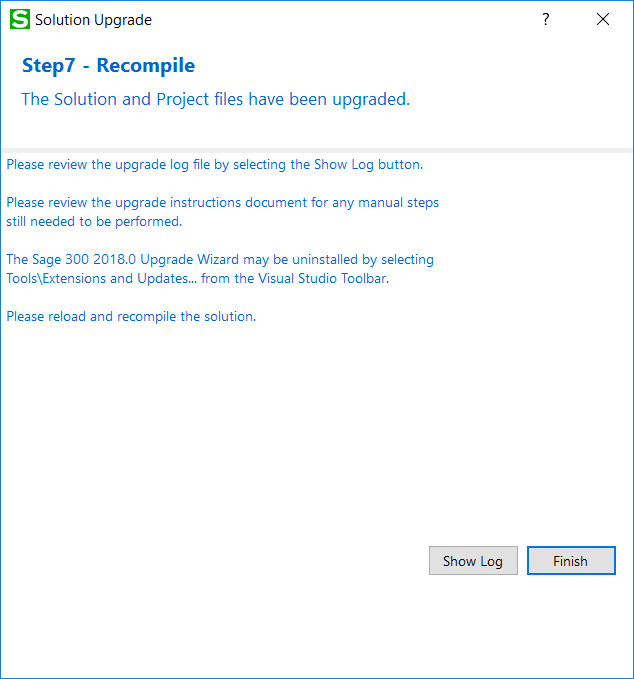 S Solution Upgrade ?
Step7 - Recompile
The Solution and Project files have been upgraded.
Please review the upgrade log file by selecting the Show Log button.
Please review the upgrade instructions document for any manual steps
still needed to be performed.
The Sage 300 2018.0 Upgrade Wizard may be uninstalled by selecting
Tools\Extensions and Updates... from the Visual Studio Toolbar.
Please reload and recompile the solution.
Show Log Finish